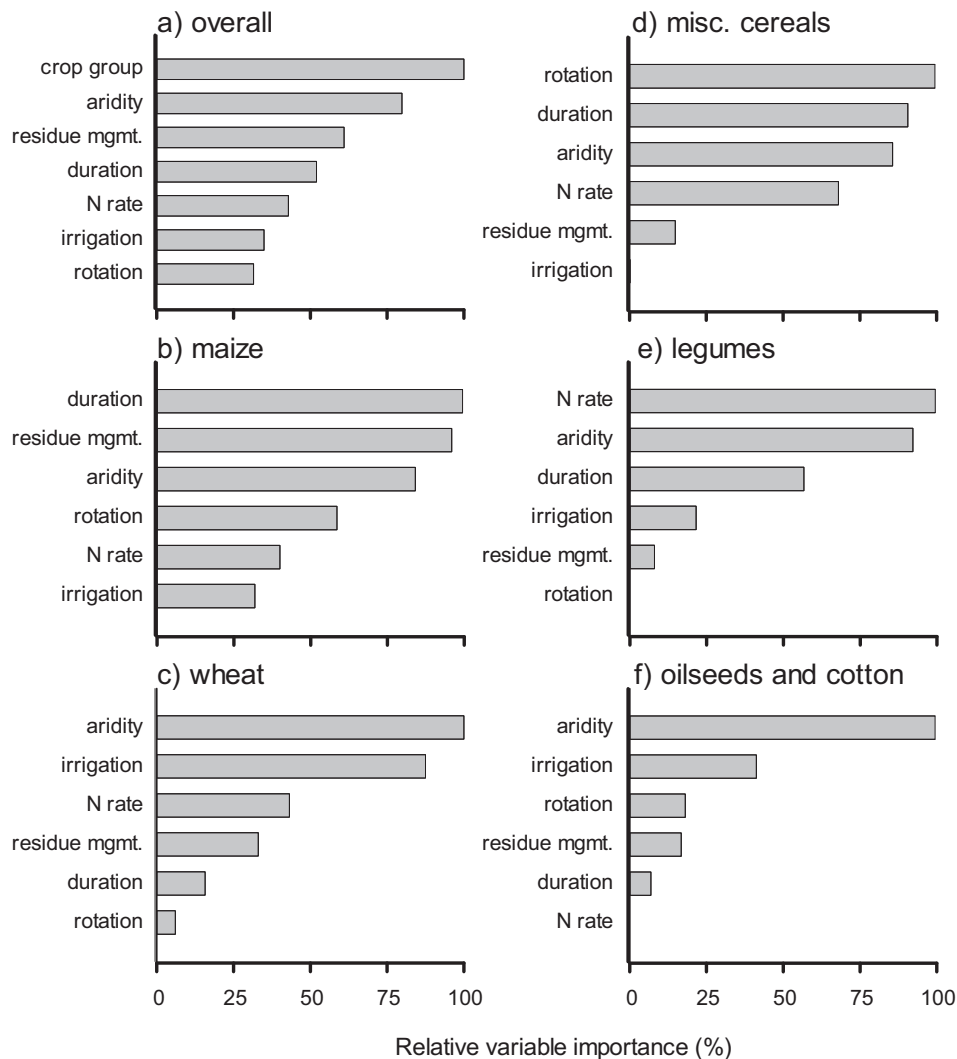 a) overall
crop group
aridity
residue mgmt.
duration
N rate
irrigation
rotation
b) maize
duration
residue mgmt.
aridity
rotation
N rate
irrigation
c) wheat
aridity
irrigation
N rate
residue mgmt.
duration
rotation
0 25 50 75 100
d) misc. cereals
rotation
duration
aridity
N rate
residue mgmt.
irrigation
e) legumes
N rate
aridity
duration
irrigation
residue mgmt.
rotation
f) oilseeds and cotton
aridity
irrigation
rotation
residue mgmt.
duration
N rate
0 25 50 75 100
Relative variable importance (%)